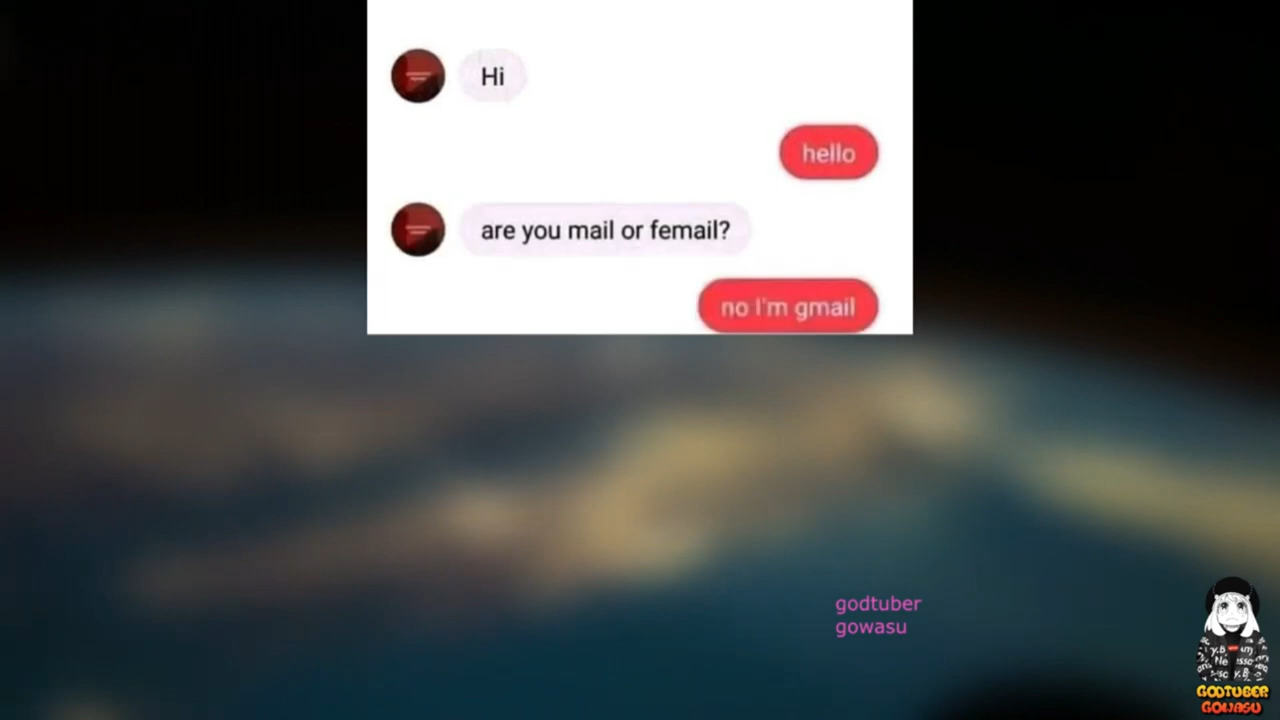 Hi
hello
are you mail or femail?
no I'm gmail
godtuber
gowasu
GODTUBER
GOWASU